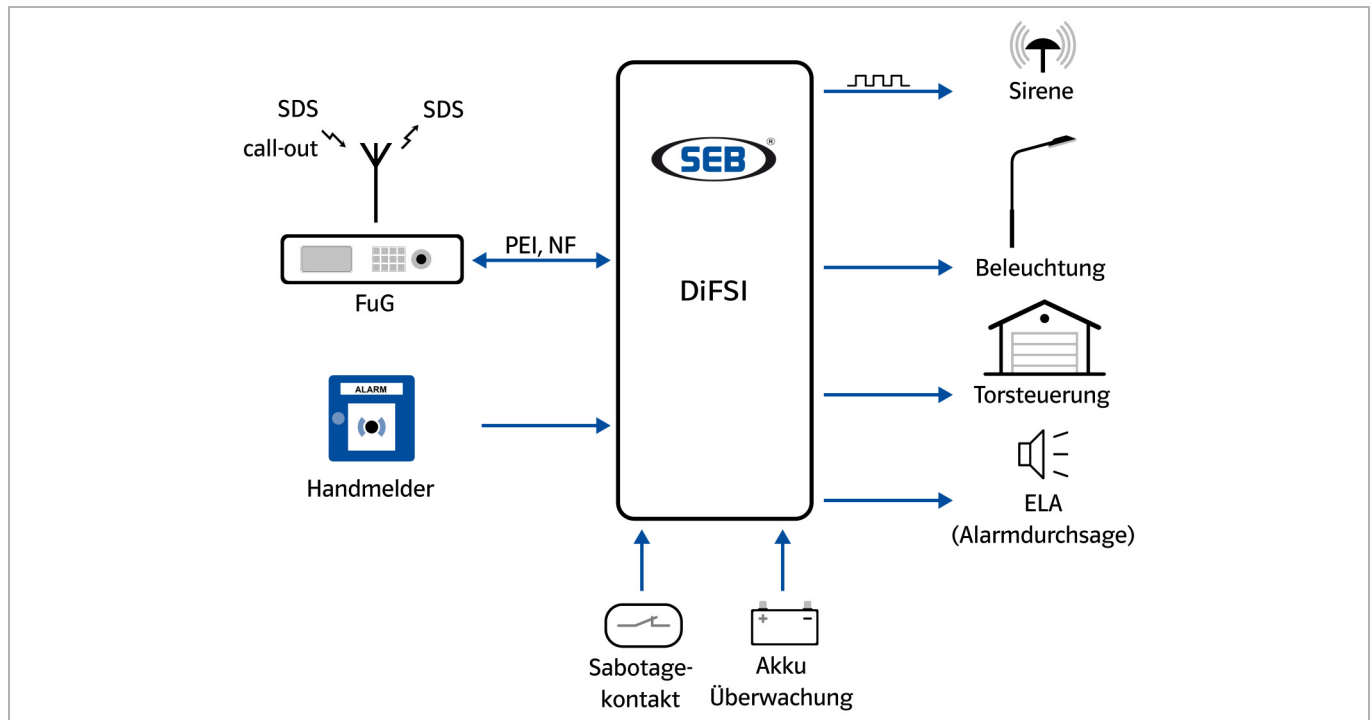 SDS
SDS
call-out
FuG
PEI, NF
ALARM
Handmelder
SEB®
DiFSI
Sabotage-
kontakt
+ -
Akku
Überwachung
Sirene
Beleuchtung
Torsteuerung
ELA
(Alarmdurchsage)